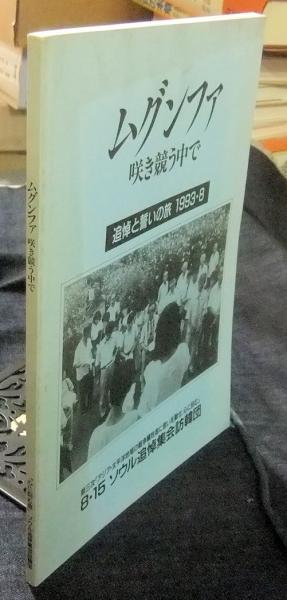 ムグンファ
咲き競う中で
追悼と誓いの旅 1993・8
8・15 ソウル追悼集会訪韓団
ムグンファ 咲き競う中で